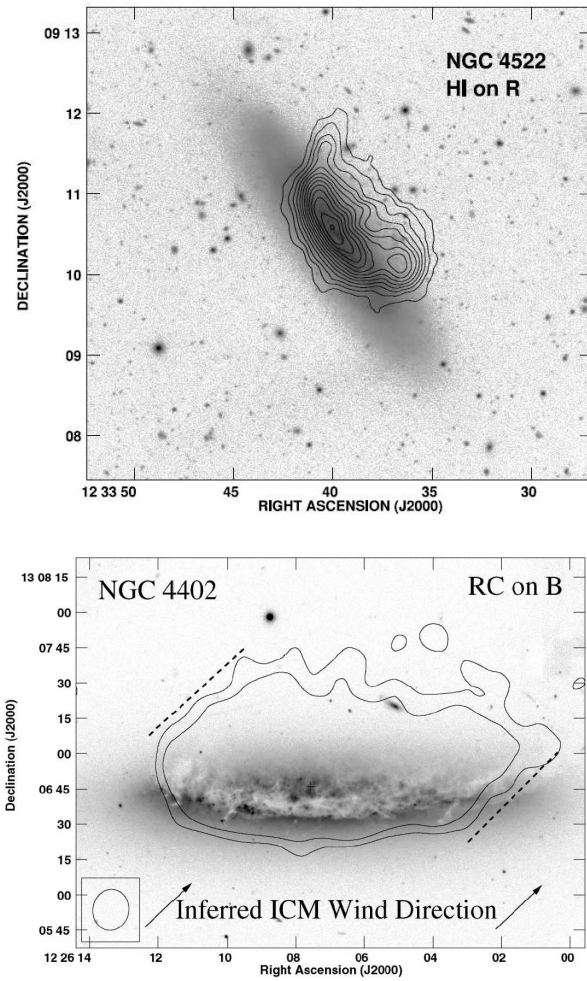 NGC 4522
HI on R
DECLINATION (J2000)
09 13
12
11
10
09
08
12 33 50
45
40
35
30
RIGHT ASCENSION (J2000)
NGC 4402
RC on B
Declination (J2000)
13 08 15
00
07 45
30
15
00
06 45
30
15
00
05 45
Inferred ICM Wind Direction
12 26 14
12
10
08
06
04
02
00
Right Ascension (J2000)